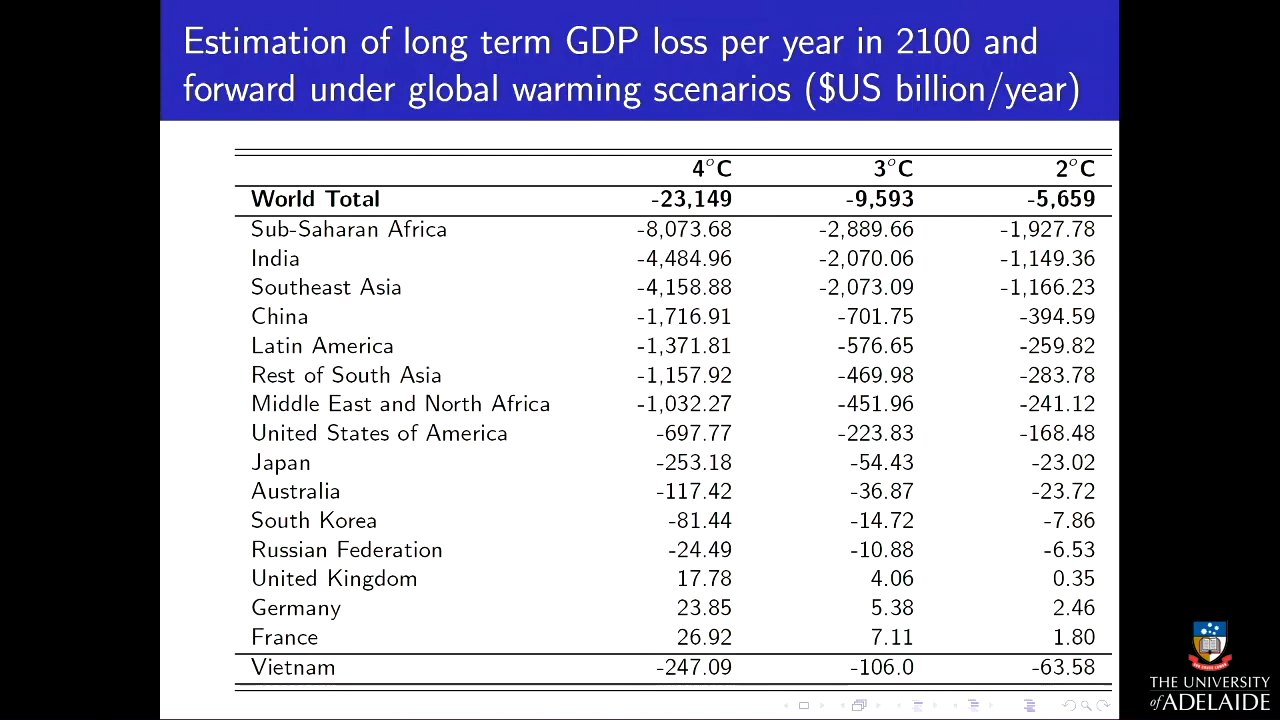 Estimation of long term GDP loss per year in 2100 and
forward under global warming scenarios ($US billion/year)
4°C 3°C 2°C
World Total -23,149 -9,593 -5,659
Sub-Saharan Africa -8,073.68 -2,889.66 -1,927.78
India -4,484.96 -2,070.06 -1,149.36
Southeast Asia -4,158.88 -2,073.09 -1,166.23
China -1,716.91 -701.75 -394.59
Latin America -1,371.81 -576.65 -259.82
Rest of South Asia -1,157.92 -469.98 -283.78
Middle East and North Africa -1,032.27 -451.96 -241.12
United States of America -697.77 -223.83 -168.48
Japan -253.18 -54.43 -23.02
Australia -117.42 -36.87 -23.72
South Korea -81.44 -14.72 -7.86
Russian Federation -24.49 -10.88 -6.53
United Kingdom 17.78 4.06 0.35
Germany 23.85 5.38 2.46
France 26.92 7.11 1.80
Vietnam -247.09 -106.0 -63.58
THE UNIVERSITY
of ADELAIDE